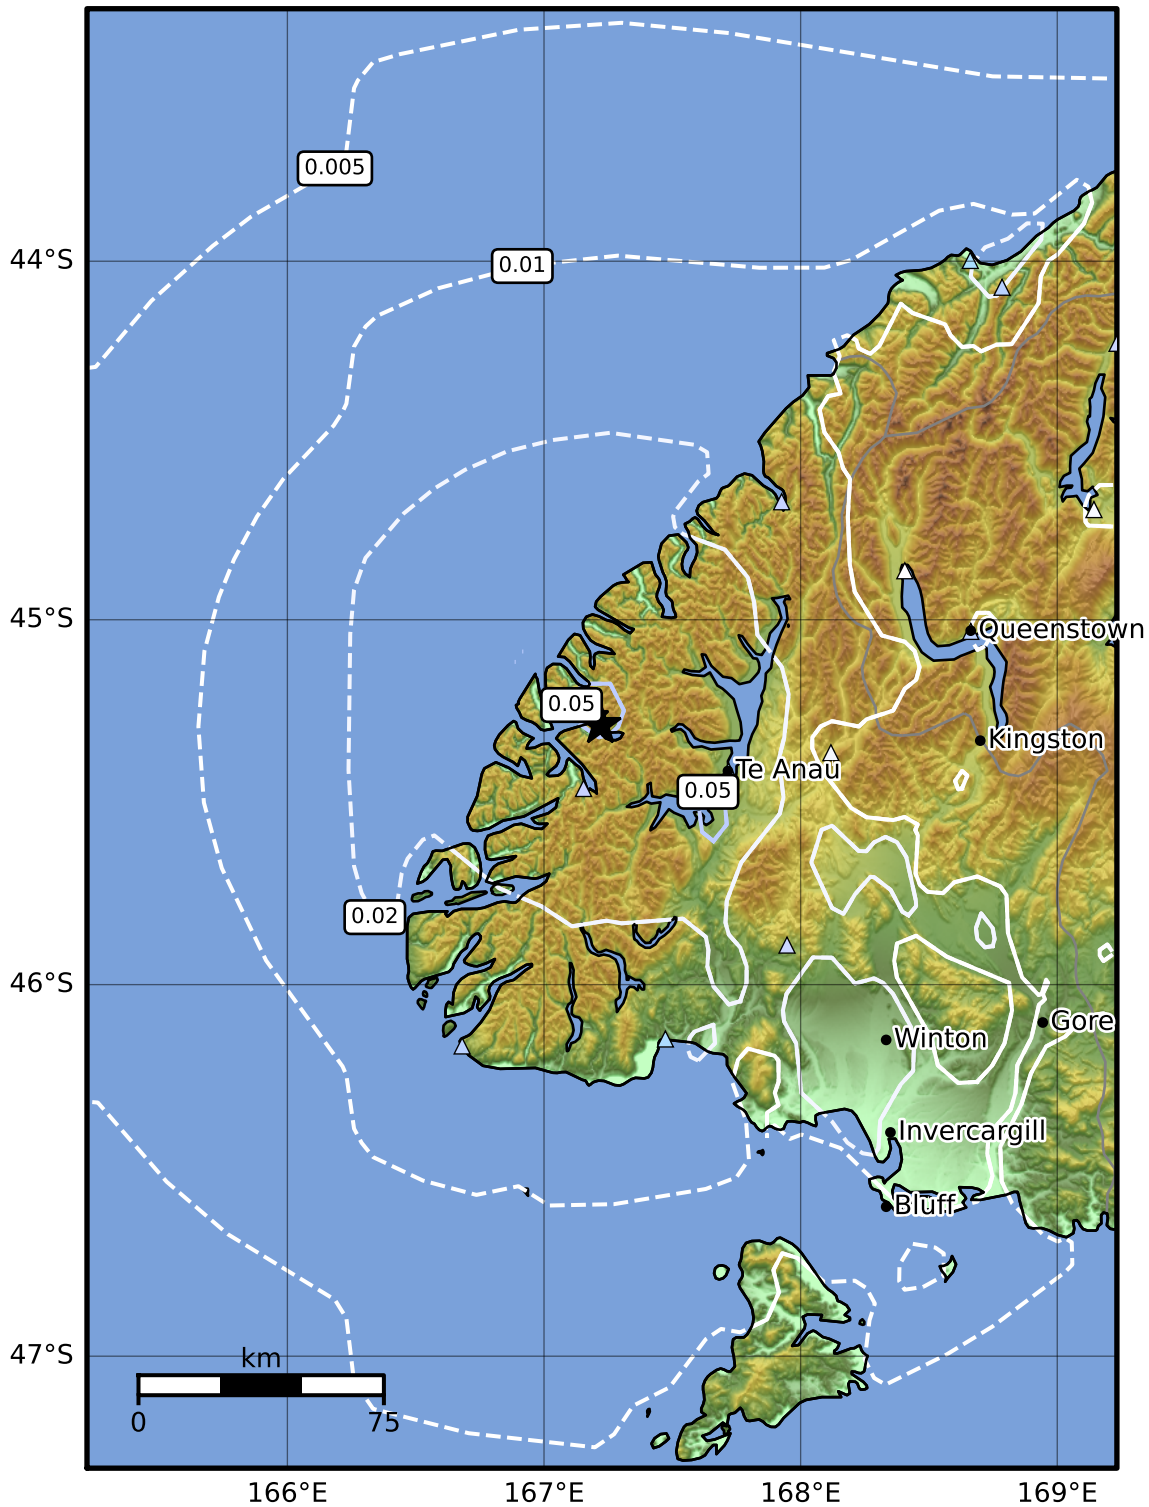 0.005
44°S
0.01
45°S
Queenstown
0.05
Kingston
Te Anau
0.05
0.02
46°S
Gore
Winton
Invercargill
Bluff
47°S
km
0
75
166°E
167°E
168°E
169°E